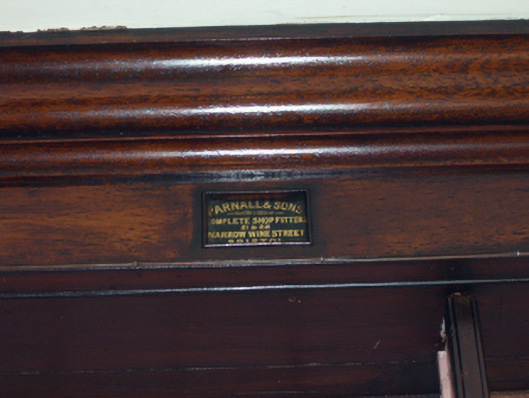 PARNALL & SONS
COMPLETE SHOP FITTERS
NARROW WINE STREET
BRISTOL